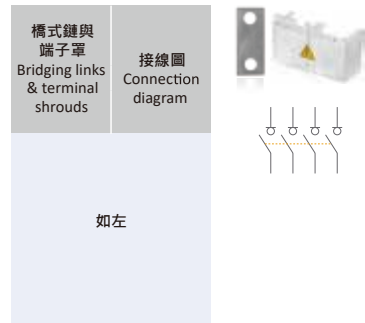 橋式鏈與
端子罩
Bridging links
& terminal
shrouds
接線圖
Connection
diagram
如左